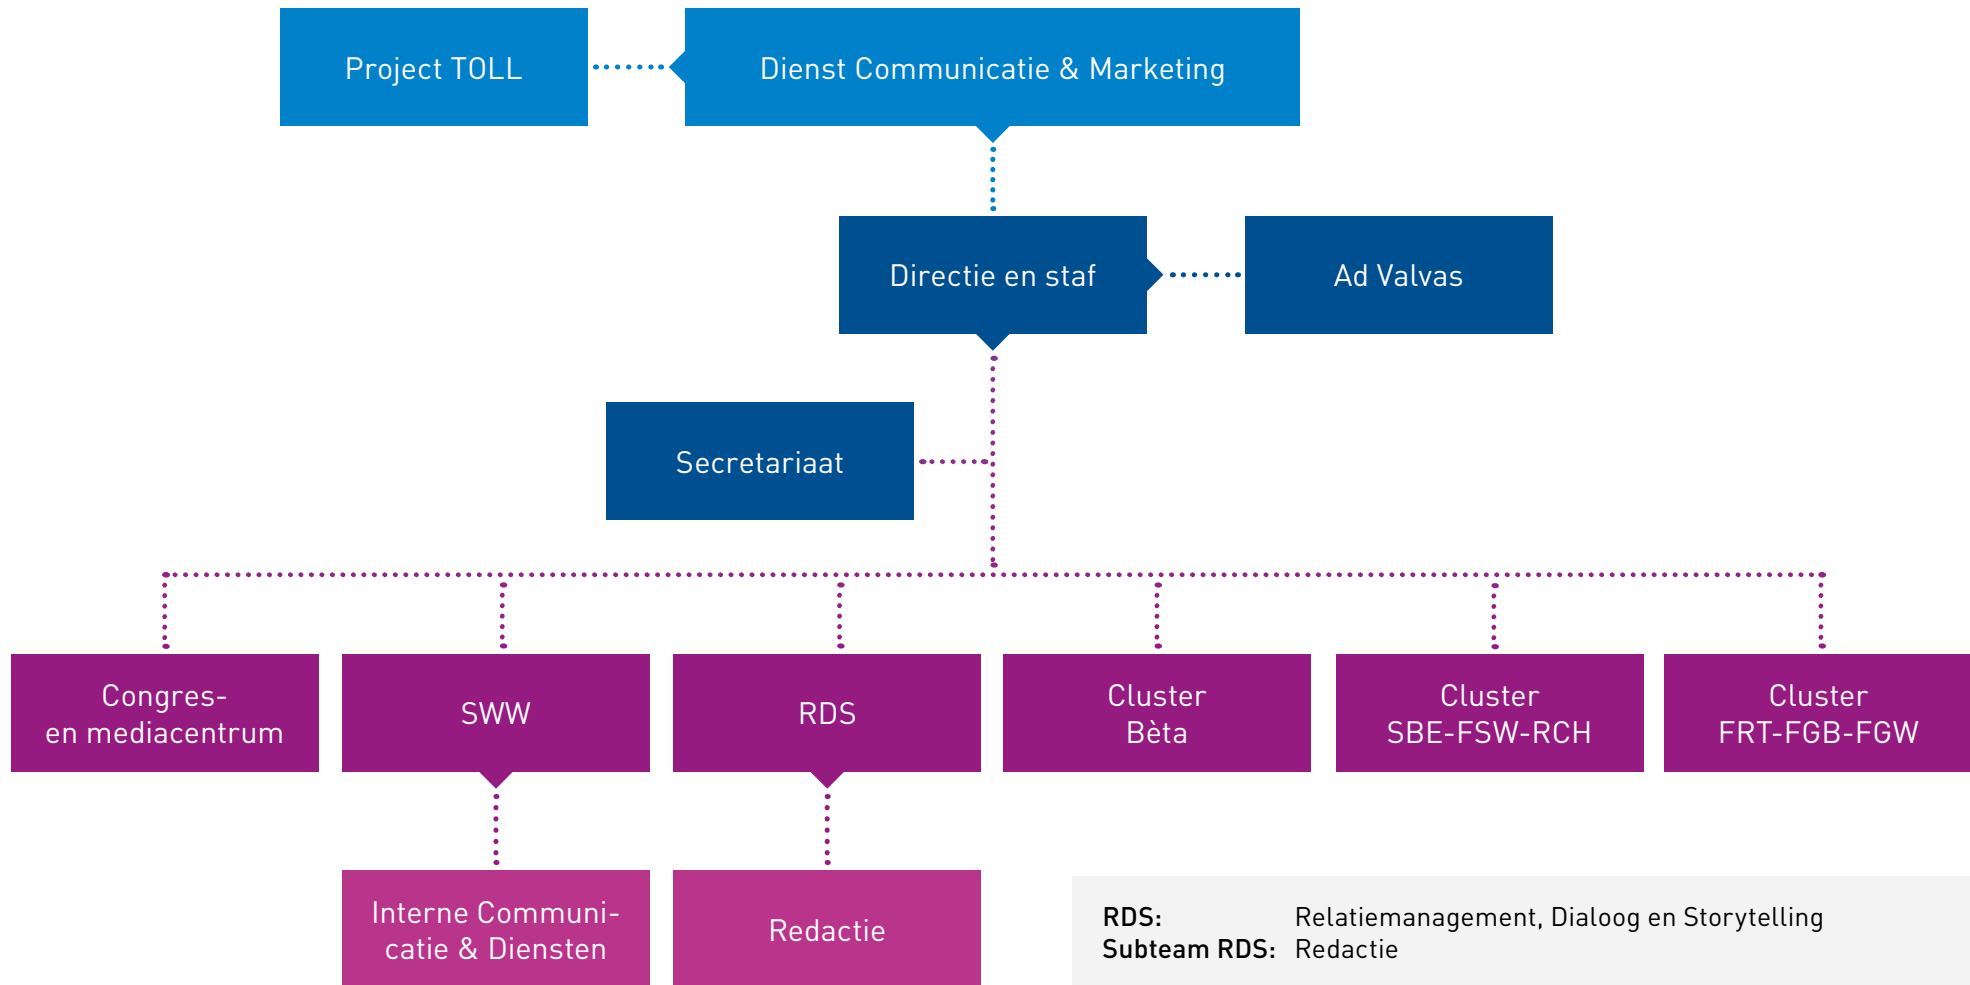 Project TOLL
Dienst Communicatie & Marketing
Directie en staf
Ad Valvas
Secretariaat
Congres-
en mediacentrum
SWW
RDS
Cluster
Bèta
Cluster
SBE-FSW-RCH
Cluster
FRT-FGB-FGW
Interne Communi-
catie & Diensten
Redactie
RDS: Relatiemanagement, Dialoog en Storytelling
Subteam RDS: Redactie